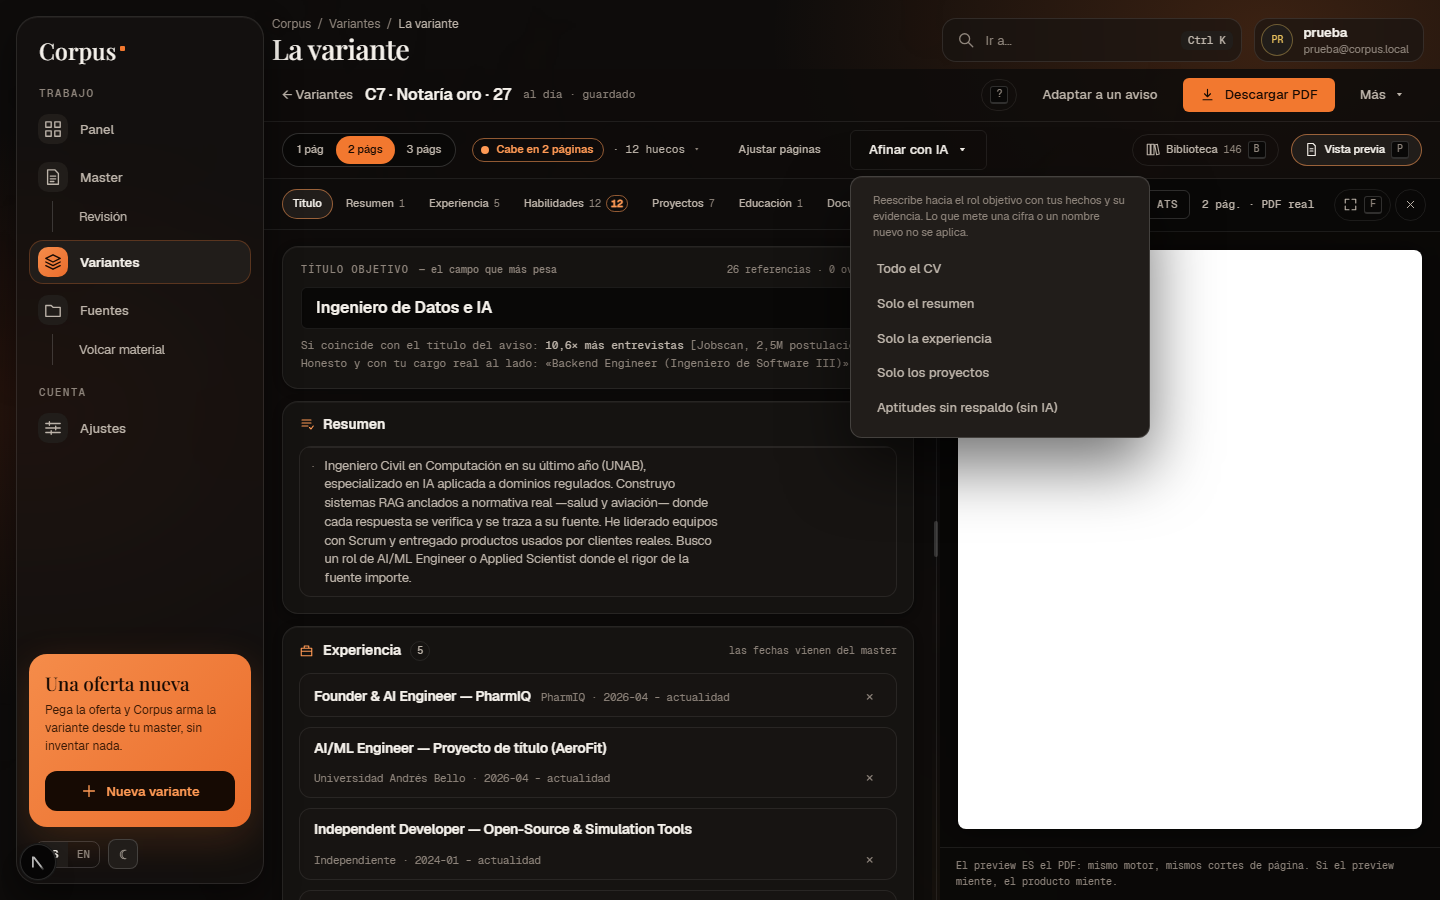 Corpus
TRABAJO
Panel
Master
Revisión
Variantes
Fuentes
Volcar material
CUENTA
Ajustes
Una oferta nueva
Pega la oferta y Corpus arma la
variante desde tu master, sin
inventar nada.
Nueva variante
EN
Corpus / Variantes / La variante
La variante
Ir a…
Ctrl K
PR
prueba
prueba@corpus.local
← Variantes
C7 · Notaría oro · 27
al día · guardado
?
Adaptar a un aviso
Descargar PDF
Más
1 pág
2 págs
3 págs
Cabe en 2 páginas
· 12 huecos
Ajustar páginas
Afinar con IA
Biblioteca 146 B
Vista previa P
Título
Resumen 1
Experiencia 5
Habilidades 12 12
Proyectos 7
Educación 1
Reescribe hacia el rol objetivo con tus hechos y su
evidencia. Lo que mete una cifra o un nombre
nuevo no se aplica.
Todo el CV
Solo el resumen
Solo la experiencia
Solo los proyectos
Aptitudes sin respaldo (sin IA)
ATS
2 pág. · PDF real
F
×
TÍTULO OBJETIVO — el campo que más pesa
26 referencias · 0
Ingeniero de Datos e IA
Si coincide con el título del aviso: 10,6× más entrevistas [Jobscan, 2,5M
Honesto y con tu cargo real al lado: «Backend Engineer (Ingeniero de Software III)»
Resumen
· Ingeniero Civil en Computación en su último año (UNAB),
especializado en IA aplicada a dominios regulados. Construyo
sistemas RAG anclados a normativa real —salud y aviación— donde
cada respuesta se verifica y se traza a su fuente. He liderado equipos
con Scrum y entregado productos usados por clientes reales. Busco
un rol de AI/ML Engineer o Applied Scientist donde el rigor de la
fuente importe.
Experiencia 5
las fechas vienen del master
Founder & AI Engineer — PharmIQ PharmIQ · 2026-04 – actualidad ×
AI/ML Engineer — Proyecto de título (AeroFit)
Universidad Andrés Bello · 2026-04 – actualidad ×
Independent Developer — Open-Source & Simulation Tools
Independiente · 2024-01 – actualidad ×
El preview ES el PDF: mismo motor, mismos cortes de página. Si el preview
miente, el producto miente.